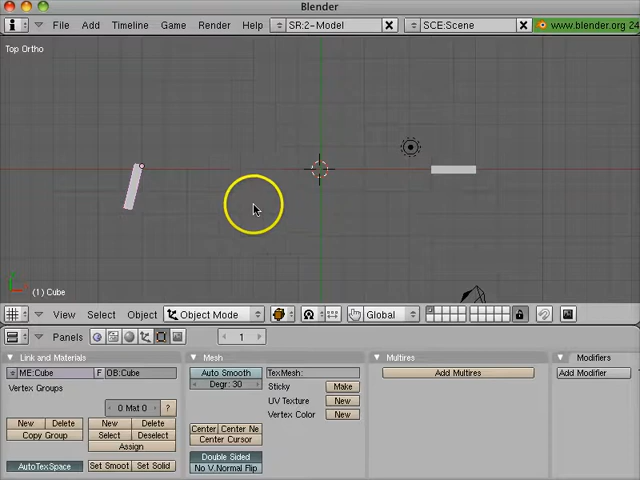 Blender
File Add Timeline Game Render Help SR:2-Model SCE:Scene www.blender.org 24
Top Ortho
(1) Cube
View Select Object Object Mode Global
Panels 1
Link and Materials Mesh Multires Modifiers
ME:Cube F OB:Cube Auto Smooth TexMesh: Add Multires Add Modifier
Vertex Groups Degr: 30 Sticky Make
0 Mat 0 ? UV Texture New
New Delete New Delete Vertex Color New
Copy Group Select Deselect Center Center Ne
Assign Center Cursor
AutoTexSpace Set Smoot Set Solid Double Sided
No V.Normal Flip